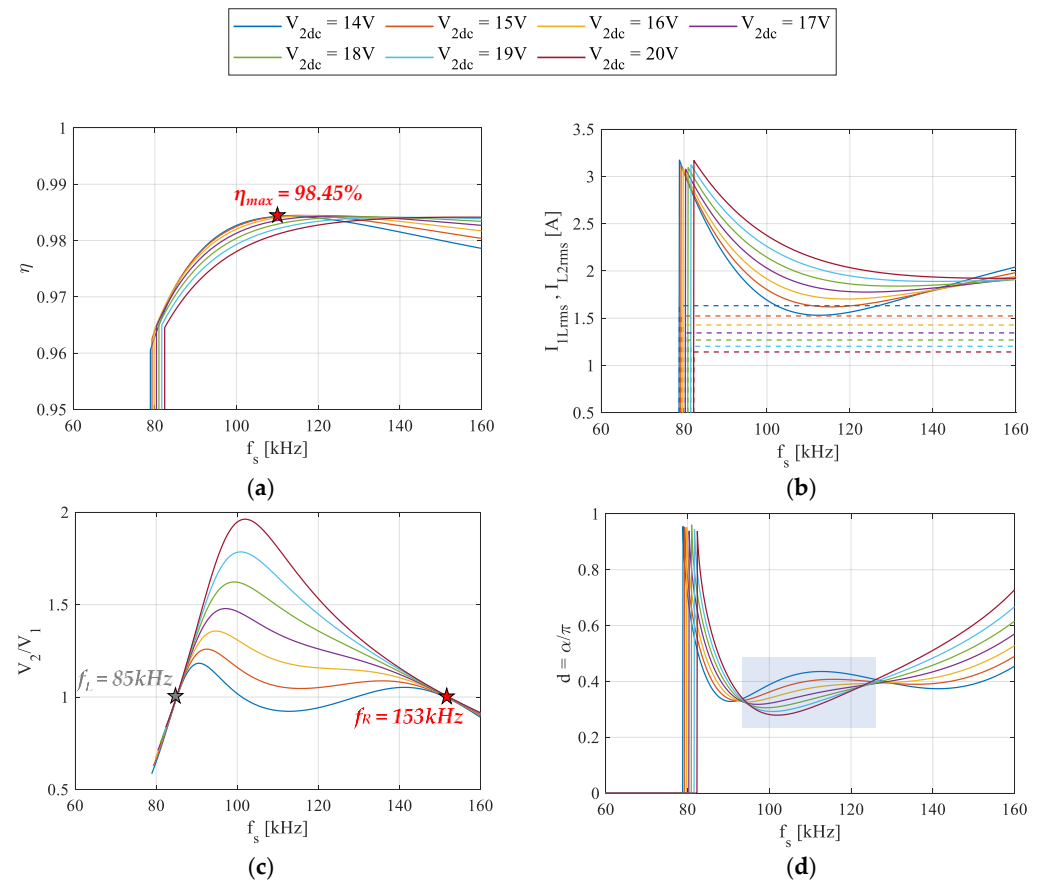 V2dc = 14V V2dc = 15V V2dc = 16V V2dc = 17V
V2dc = 18V V2dc = 19V V2dc = 20V
1
0.99
0.98
0.97
0.96
0.95
η
ηmax = 98.45%
60 80 100 120 140 160
fs [kHz]
(a)
3.5
3
2.5
2
1.5
1
0.5
I1Lrms , IL2rms [A]
60 80 100 120 140 160
fs [kHz]
(b)
2
1.5
1
0.5
V2/V1
fL = 85kHz
fR = 153kHz
60 80 100 120 140 160
fs [kHz]
(c)
1
0.8
0.6
0.4
0.2
0
d = α/π
60 80 100 120 140 160
fs [kHz]
(d)